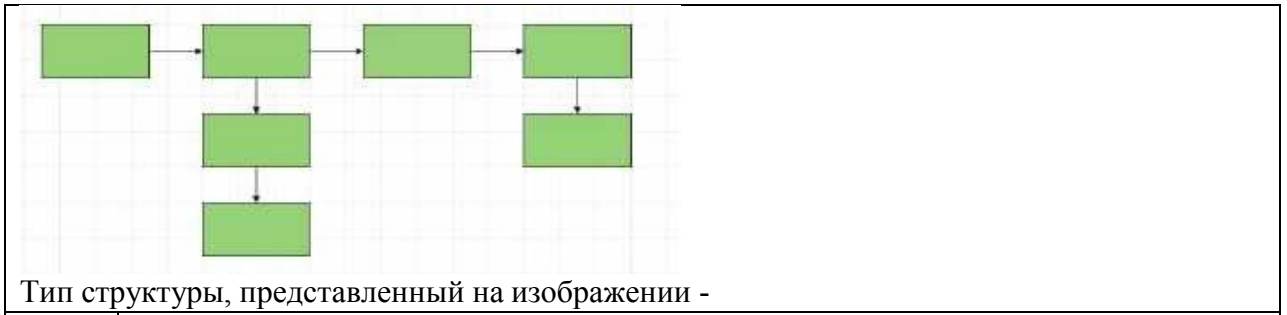 Тип структуры, представленный на изображении -